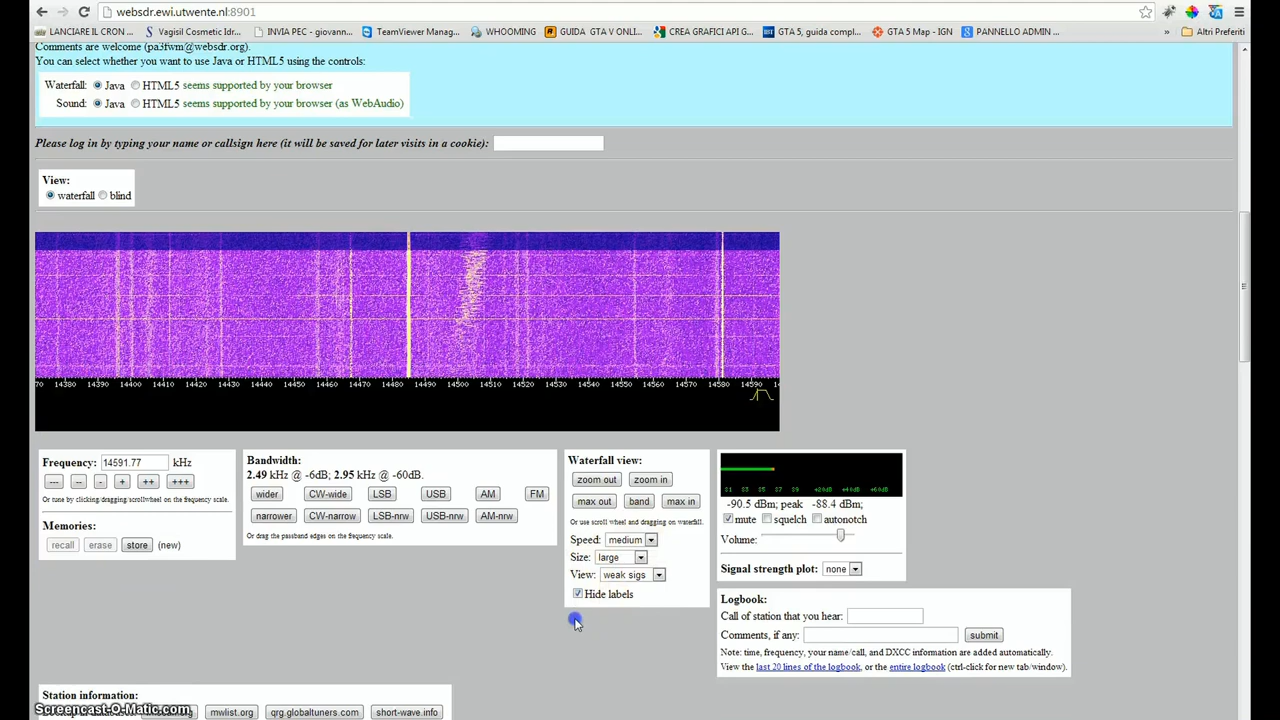 websdr.ewi.utwente.nl:8901
LANCIARE IL CRON ... Vagisil Cosmetic Idr... INVIA PEC - giovann... TeamViewer Manag... WHOOMING GUIDA GTA V ONLI... CREA GRAFICI API G... GTA 5, guida compl... GTA 5 Map - IGN PANNELLO ADMIN ... » Altri Preferiti
Comments are welcome (pa3fwm@websdr.org).
You can select whether you want to use Java or HTML5 using the controls:
Waterfall: Java HTML5 seems supported by your browser
Sound: Java HTML5 seems supported by your browser (as WebAudio)
Please log in by typing your name or callsign here (it will be saved for later visits in a cookie):
View:
waterfall blind
70 14380 14390 14400 14410 14420 14430 14440 14450 14460 14470 14480 14490 14500 14510 14520 14530 14540 14550 14560 14570 14580 14590 14
Frequency: 14591.77 kHz
--- -- - + ++ +++
Or tune by clicking/dragging/scrollwheel on the frequency scale.
Memories:
recall erase store (new)
Bandwidth:
2.49 kHz @ -6dB; 2.95 kHz @ -60dB.
wider CW-wide LSB USB AM FM
narrower CW-narrow LSB-nrw USB-nrw AM-nrw
Or drag the passband edges on the frequency scale.
Waterfall view:
zoom out zoom in
max out band max in
Or use scroll wheel and dragging on waterfall.
Speed: medium
Size: large
View: weak sigs
Hide labels
S1 S3 S5 S7 S9 +20dB +40dB +60dB
-90.5 dBm; peak -88.4 dBm;
mute squelch autonotch
Volume:
Signal strength plot: none
Logbook:
Call of station that you hear:
Comments, if any: submit
Note: time, frequency, your name/call, and DXCC information are added automatically.
View the last 20 lines of the logbook, or the entire logbook (ctrl-click for new tab/window).
Station information:
Screencast-O-Matic.com
mwlist.org qrg.globaltuners.com short-wave.info